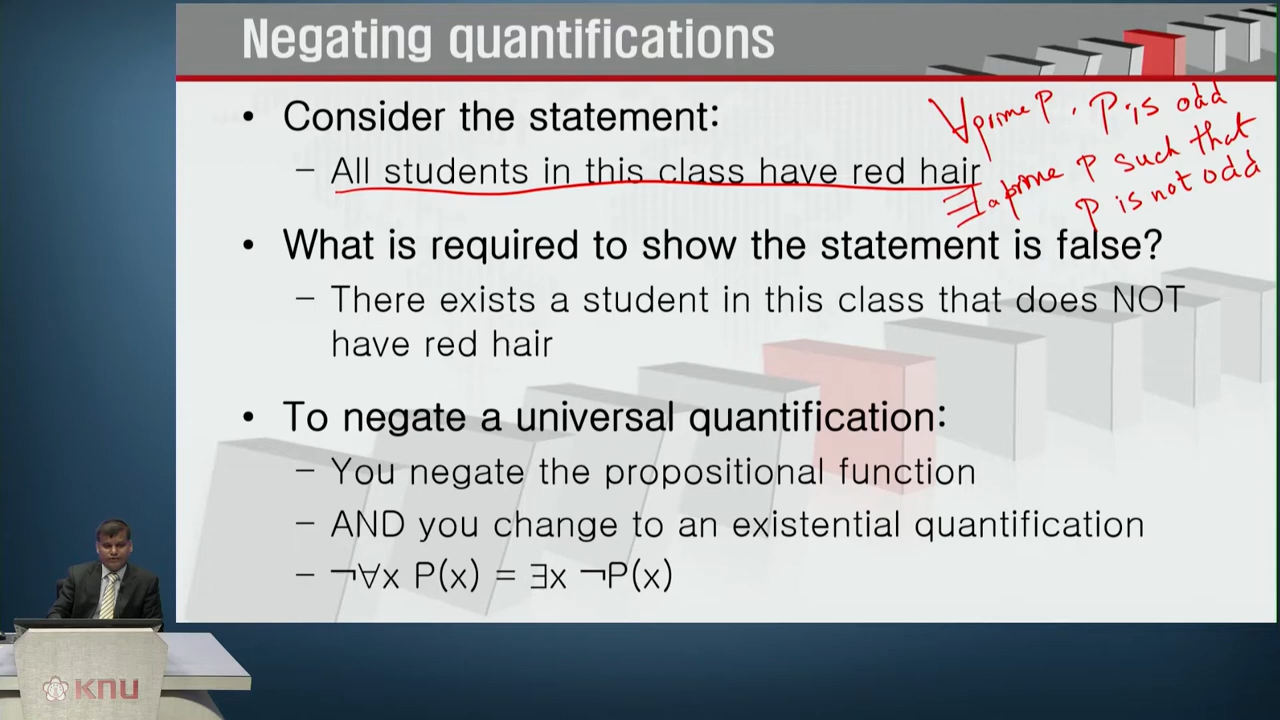 Negating quantifications
• Consider the statement:
– All students in this class have red hair
∀prime P, P is odd
∃ a prime P such that
P is not odd
• What is required to show the statement is false?
– There exists a student in this class that does NOT
have red hair
• To negate a universal quantification:
– You negate the propositional function
– AND you change to an existential quantification
– ¬∀x P(x) = ∃x ¬P(x)
KNU